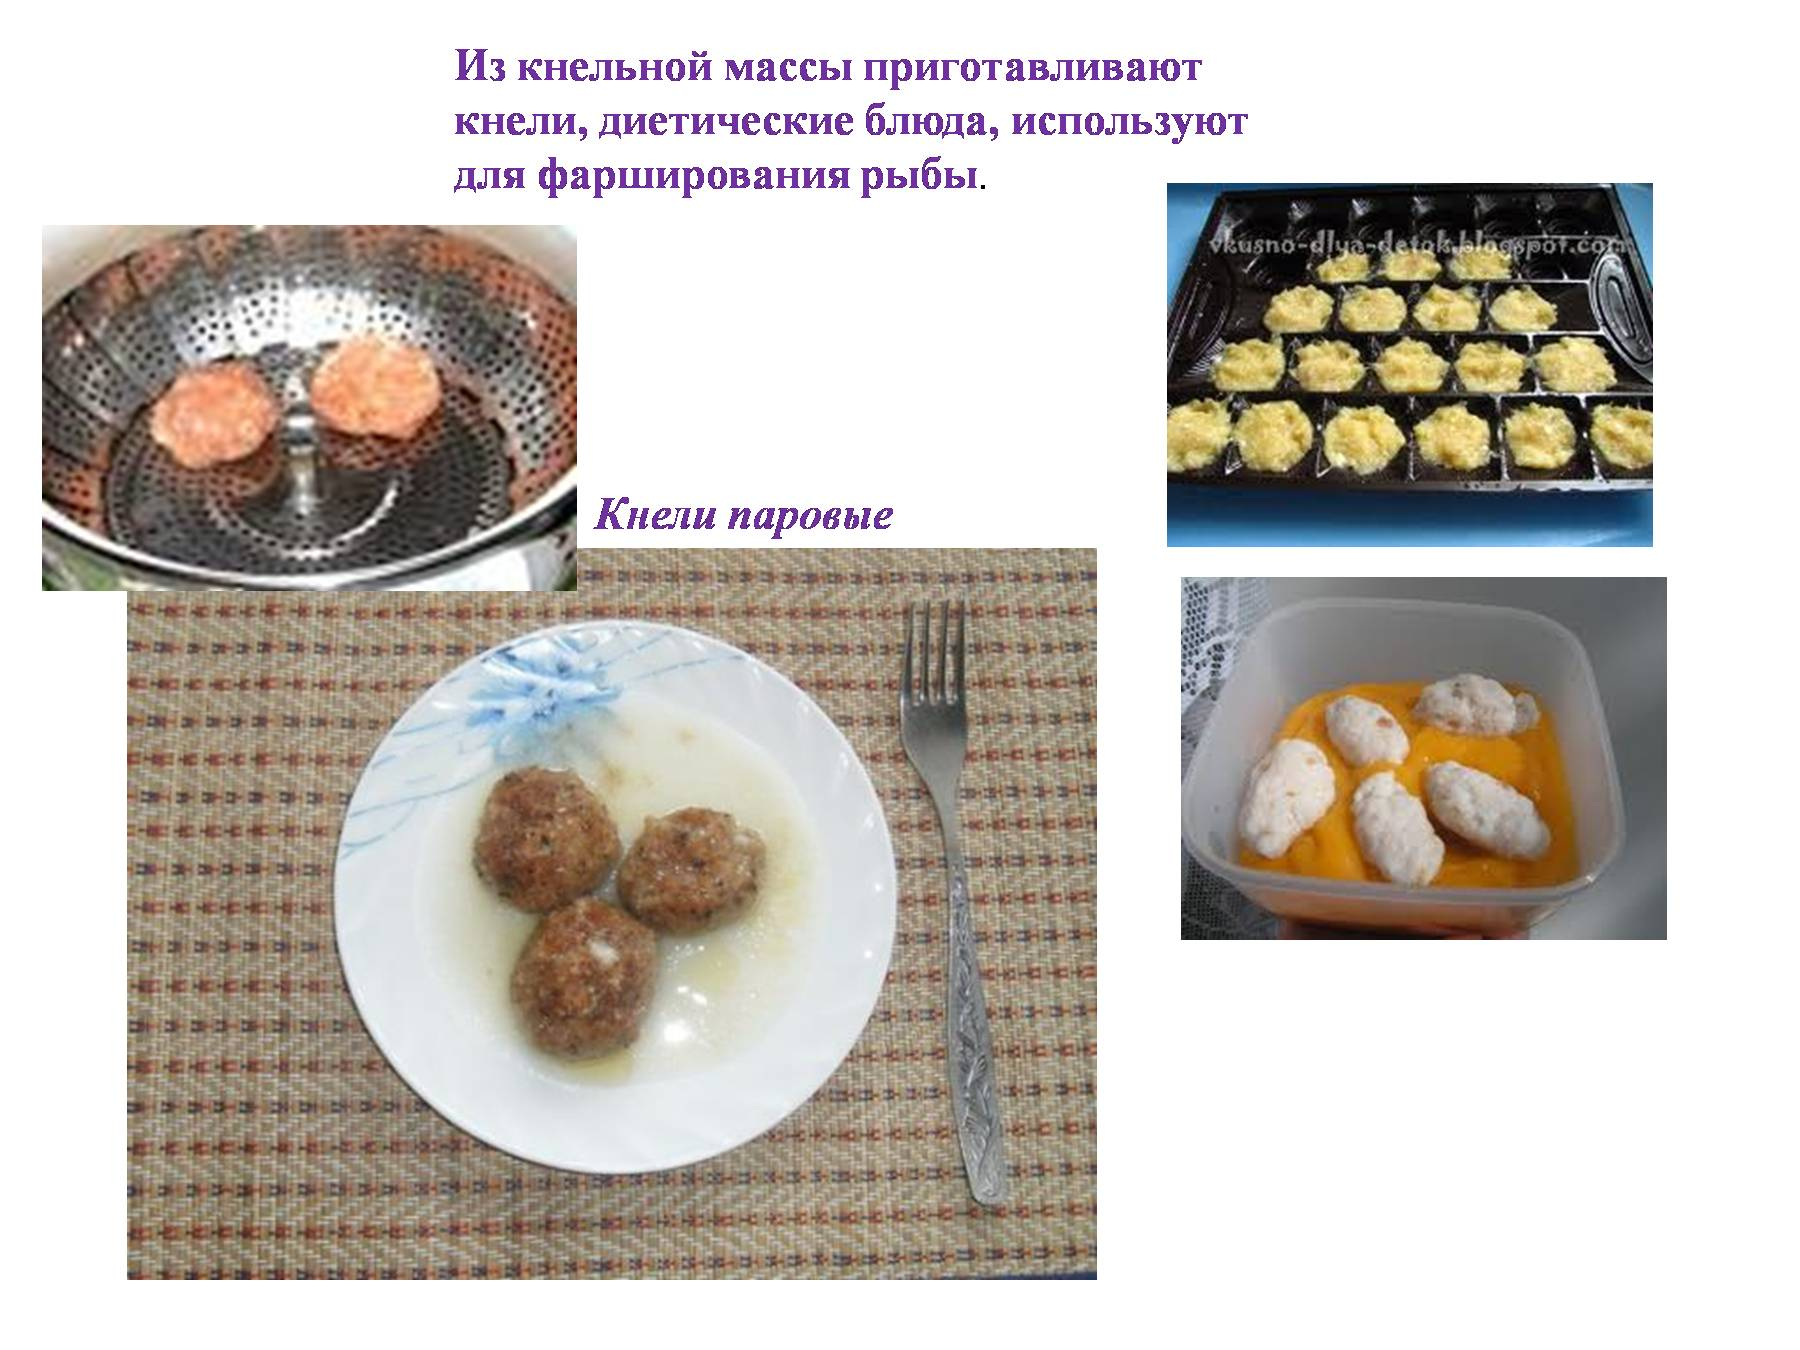 Из кнельной массы приготавливают
кнели, диетические блюда, используют
для фарширования рыбы.
vkusno-dlya-detok.blogspot.com
Кнели паровые